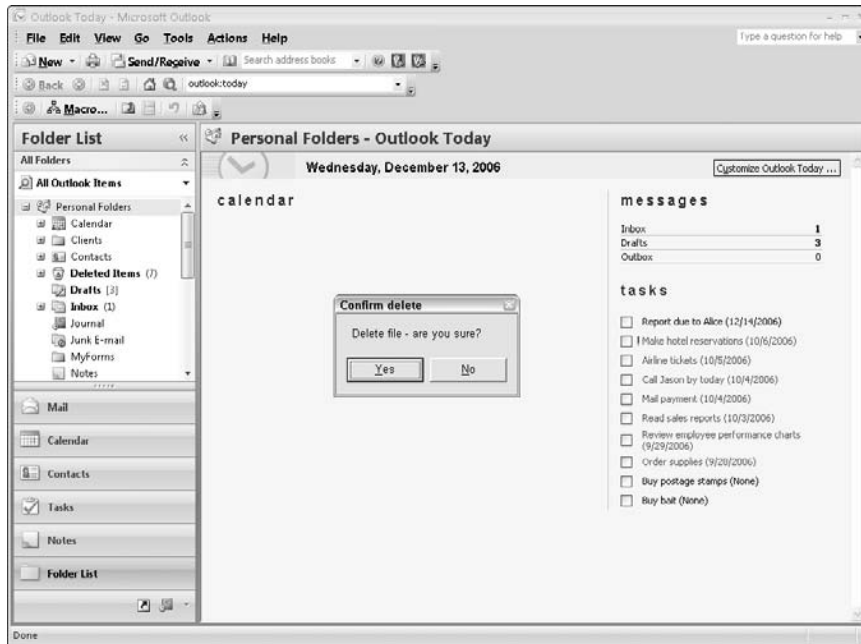 Outlook Today - Microsoft Outlook
File Edit View Go Tools Actions Help
Type a question for help
New Send/Receive Search address books
Back outlook:today
Macro...
Folder List
Personal Folders - Outlook Today
All Folders
Wednesday, December 13, 2006
Customize Outlook Today ...
All Outlook Items
calendar
messages
Personal Folders
Calendar
Clients
Contacts
Deleted Items (7)
Drafts [3]
Inbox (1)
Journal
Junk E-mail
MyForms
Notes
Inbox 1
Drafts 3
Outbox 0
tasks
Confirm delete
Delete file - are you sure?
Yes No
Report due to Alice (12/14/2006)
! Make hotel reservations (10/6/2006)
Airline tickets (10/5/2006)
Call Jason by today (10/4/2006)
Mail payment (10/4/2006)
Read sales reports (10/3/2006)
Review employee performance charts
(9/29/2006)
Order supplies (9/20/2006)
Buy postage stamps (None)
Buy bait (None)
Mail
Calendar
Contacts
Tasks
Notes
Folder List
Done